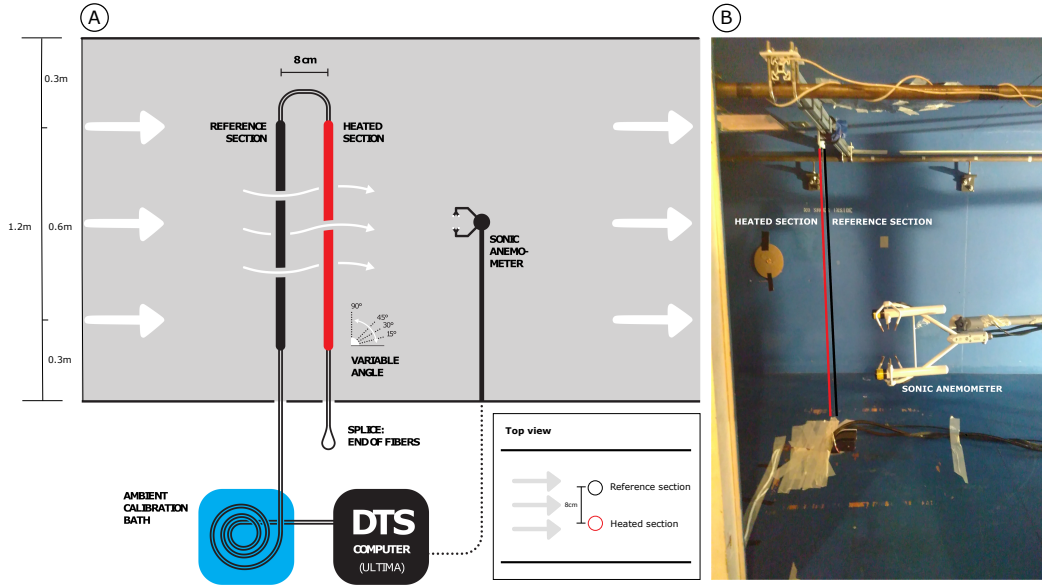 A
B
8cm
0.3m
REFERENCE
SECTION
HEATED
SECTION
1.2m
0.6m
SONIC
ANEMO-
METER
90º
45º
30º
15º
VARIABLE
ANGLE
0.3m
SPLICE:
END OF FIBERS
AMBIENT
CALIBRATION
BATH
DTS
COMPUTER
(ULTIMA)
Top view
8cm
Reference section
Heated section
HEATED SECTION
REFERENCE SECTION
SONIC ANEMOMETER